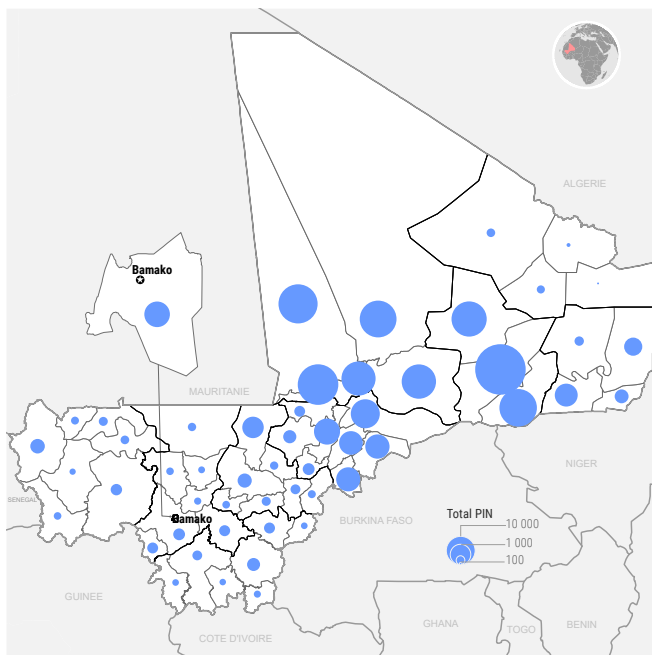 ALGERIE
Bamako
MAURITANIE
NIGER
SENEGAL
Bamako
BURKINA FASO
Total PIN
10 000
1 000
100
GUINEE
COTE D'IVOIRE
GHANA
TOGO
BENIN